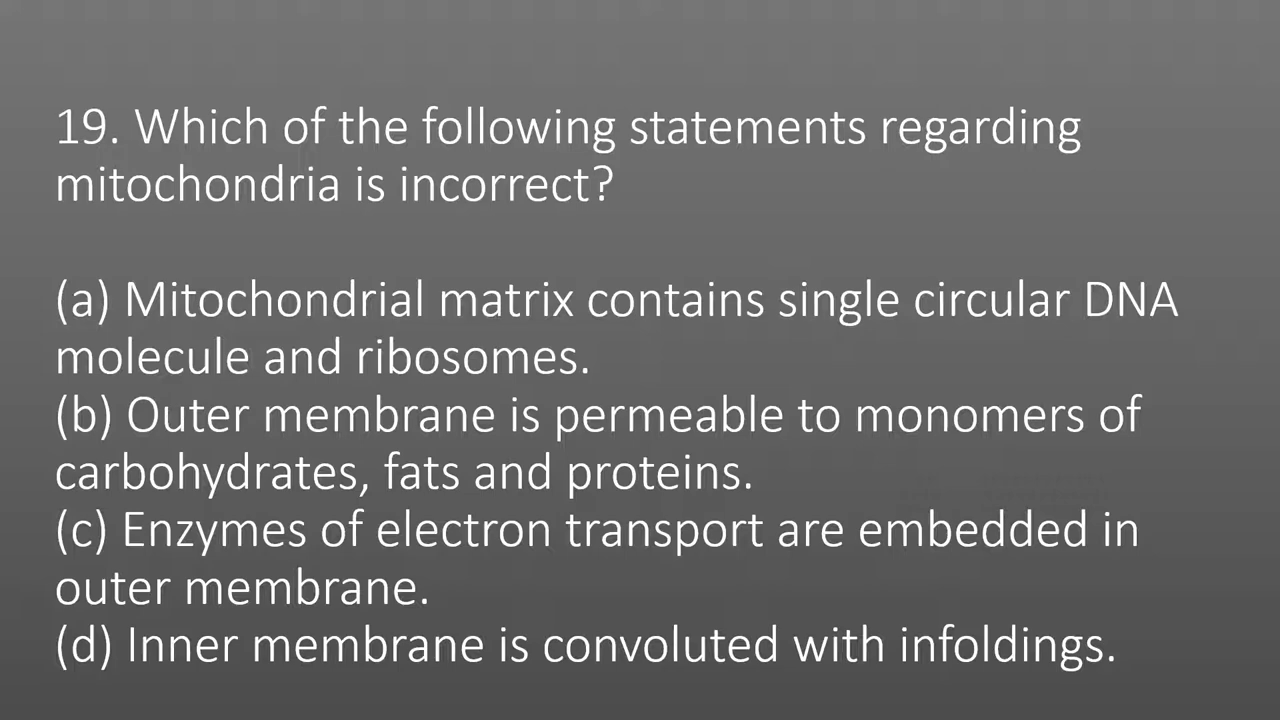 19. Which of the following statements regarding
mitochondria is incorrect?
(a) Mitochondrial matrix contains single circular DNA
molecule and ribosomes.
(b) Outer membrane is permeable to monomers of
carbohydrates, fats and proteins.
(c) Enzymes of electron transport are embedded in
outer membrane.
(d) Inner membrane is convoluted with infoldings.